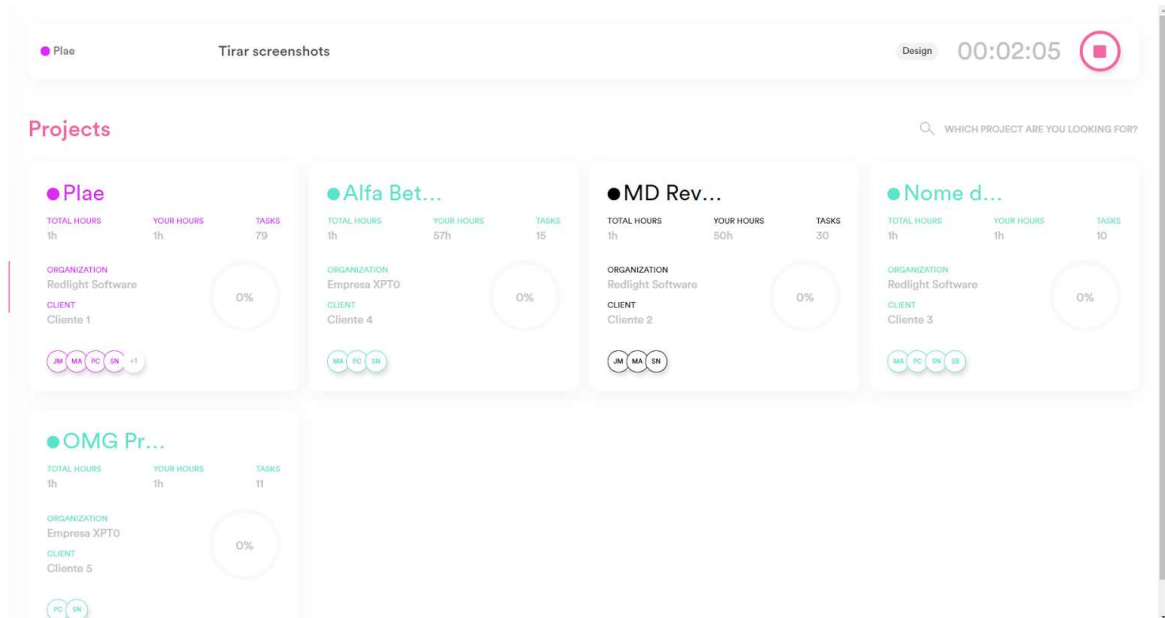 Plae Tirar screenshots Design 00:02:05
Projects WHICH PROJECT ARE YOU LOOKING FOR?
Plae
TOTAL HOURS YOUR HOURS TASKS
1h 1h 79
ORGANIZATION
Redlight Software
0%
CLIENT
Cliente 1
JM MA PC SN +1
Alfa Bet...
TOTAL HOURS YOUR HOURS TASKS
1h 57h 15
ORGANIZATION
Empresa XPTO
0%
CLIENT
Cliente 4
MA PC SN
MD Rev...
TOTAL HOURS YOUR HOURS TASKS
1h 50h 30
ORGANIZATION
Redlight Software
0%
CLIENT
Cliente 2
JM MA SN
Nome d...
TOTAL HOURS YOUR HOURS TASKS
1h 1h 10
ORGANIZATION
Redlight Software
0%
CLIENT
Cliente 3
MA PC SN SB
OMG Pr...
TOTAL HOURS YOUR HOURS TASKS
1h 1h 11
ORGANIZATION
Empresa XPTO
0%
CLIENT
Cliente 5
PC SN